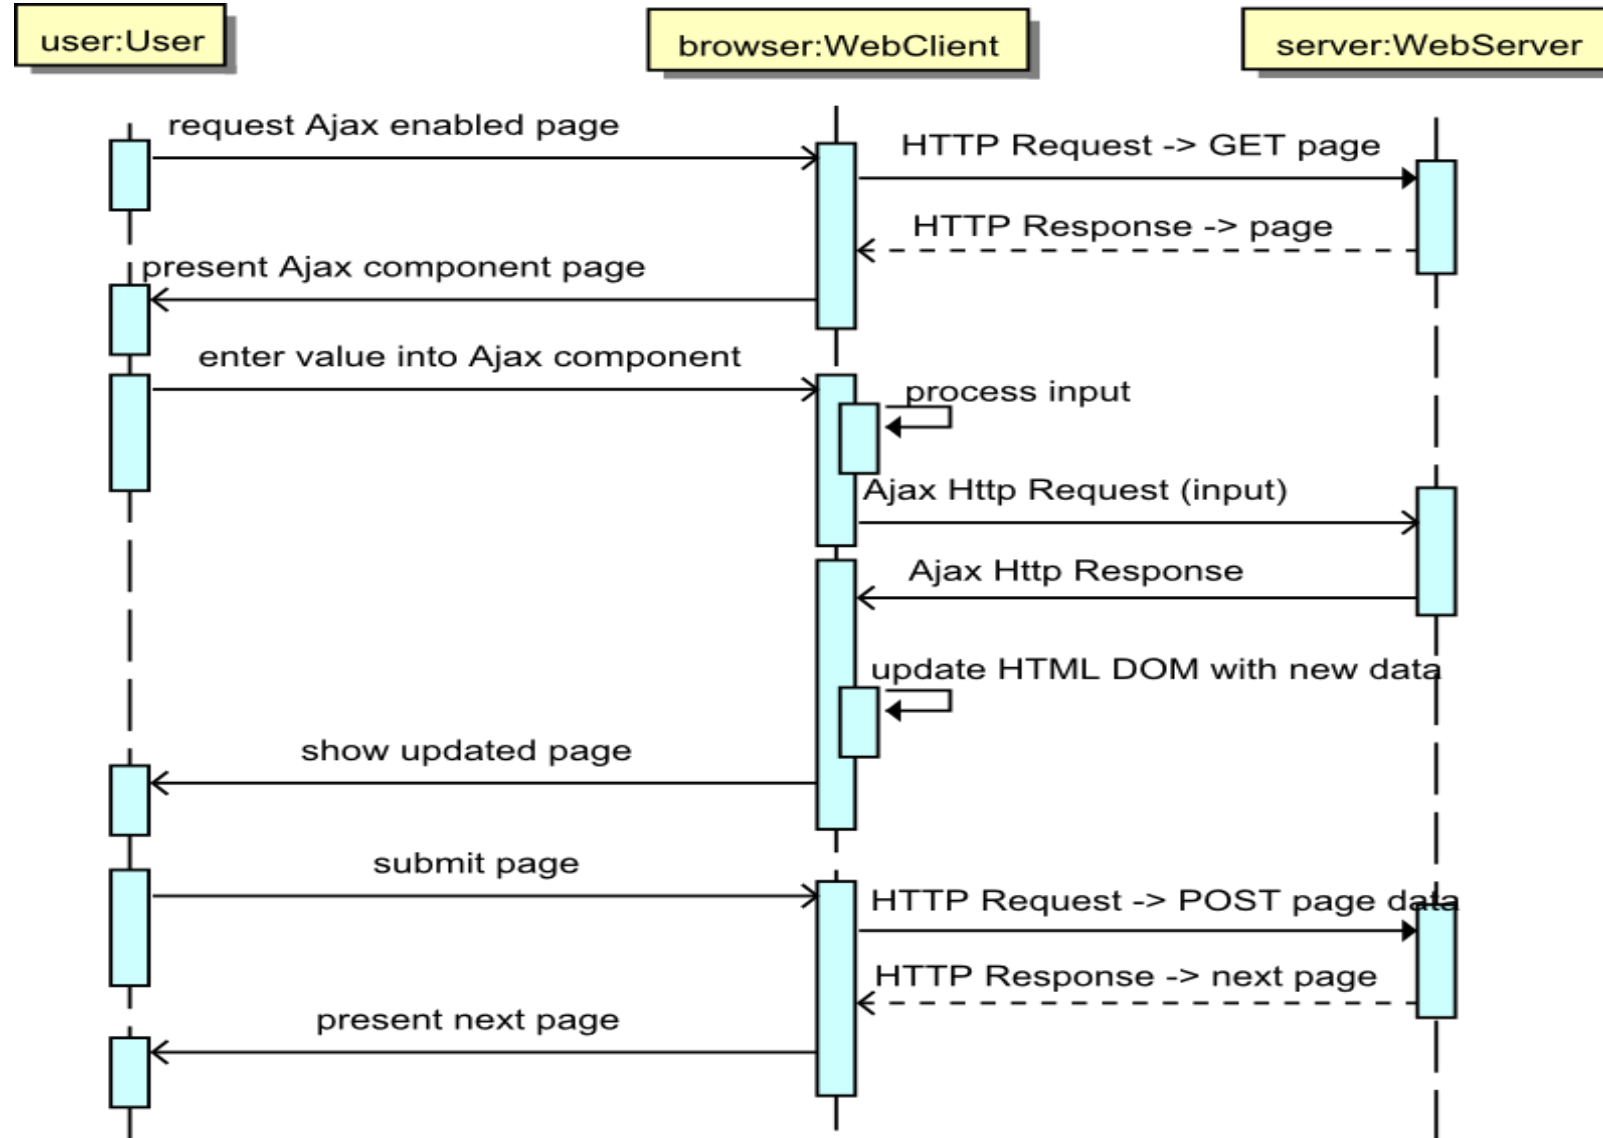 user:User
browser:WebClient
server:WebServer
request Ajax enabled page
HTTP Request -> GET page
HTTP Response -> page
present Ajax component page
enter value into Ajax component
process input
Ajax Http Request (input)
Ajax Http Response
update HTML DOM with new data
show updated page
submit page
HTTP Request -> POST page data
HTTP Response -> next page
present next page